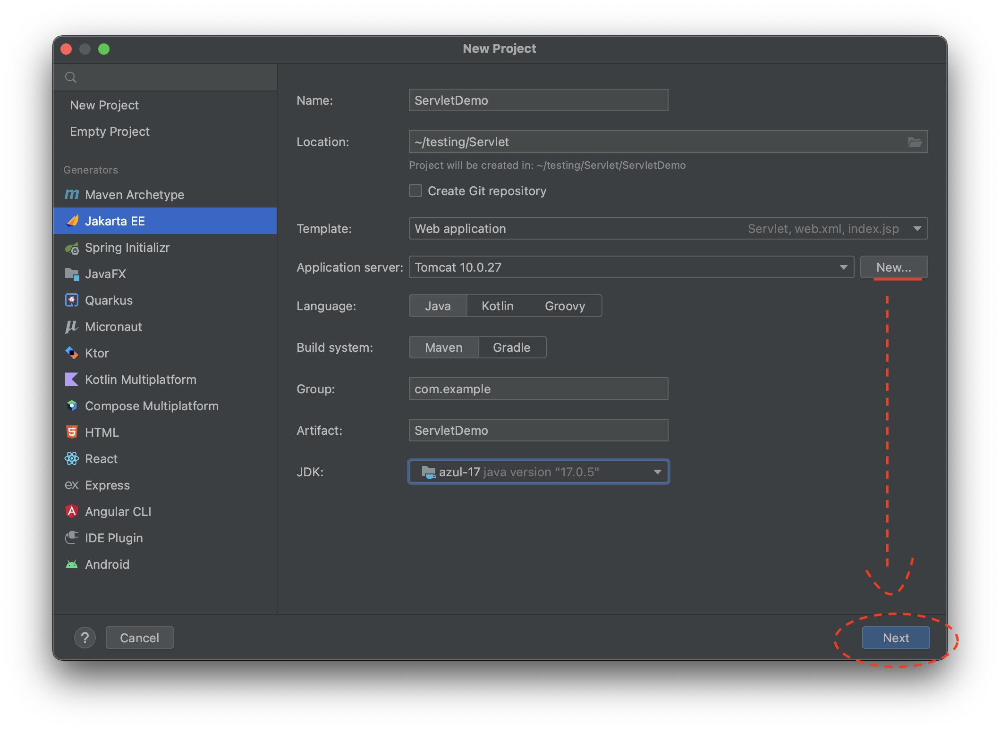 New Project
New Project
Empty Project
Generators
Maven Archetype
Jakarta EE
Spring Initializr
JavaFX
Quarkus
Micronaut
Ktor
Kotlin Multiplatform
Compose Multiplatform
HTML
React
Express
Angular CLI
IDE Plugin
Android
Name: ServletDemo
Location: ~/testing/Servlet
Project will be created in: ~/testing/Servlet/ServletDemo
Create Git repository
Template: Web application Servlet, web.xml, index.jsp
Application server: Tomcat 10.0.27 New...
Language: Java Kotlin Groovy
Build system: Maven Gradle
Group: com.example
Artifact: ServletDemo
JDK: azul-17 java version "17.0.5"
? Cancel Next